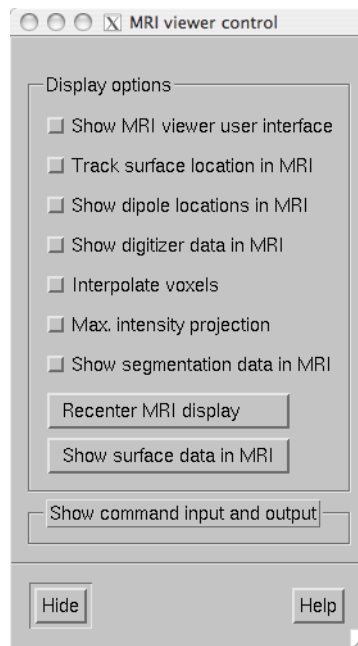 MRI viewer control
Display options
Show MRI viewer user interface
Track surface location in MRI
Show dipole locations in MRI
Show digitizer data in MRI
Interpolate voxels
Max. intensity projection
Show segmentation data in MRI
Recenter MRI display
Show surface data in MRI
Show command input and output
Hide Help